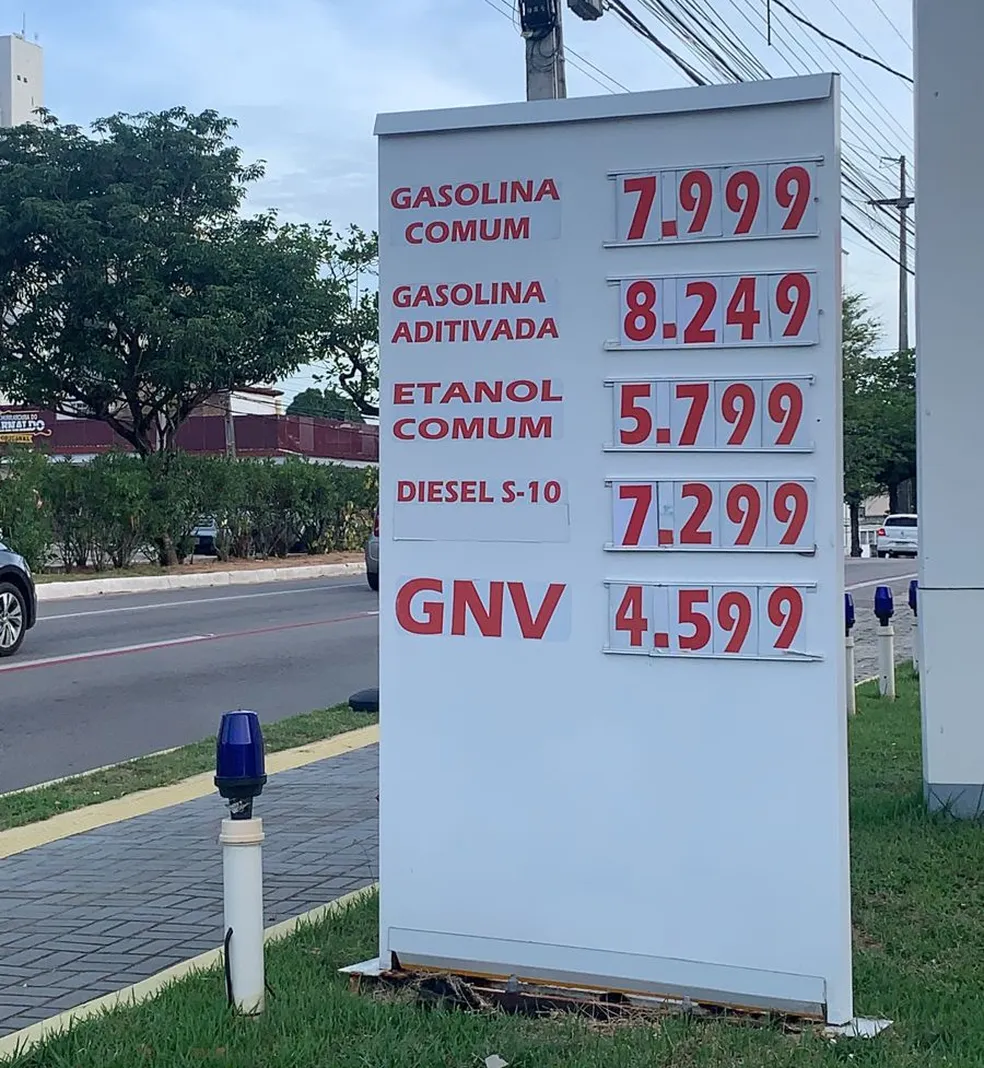 GASOLINA 7.999
COMUM
GASOLINA 8.249
ADITIVADA
ETANOL 5.799
COMUM
DIESEL S-10 7.299
GNV 4.599